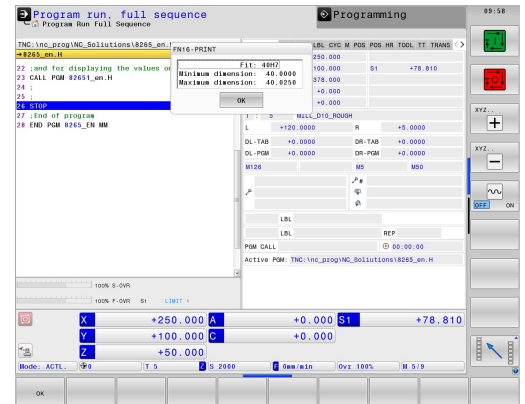 Program run, full sequence
Program Run Full Sequence
Programming
09:58
TNC:\nc_prog\NC_Soliutions\8265_en.
→8265_en.H
22 ;and for displaying the values o
23 CALL PGM 82651_en.H
24 ;
25 ;
26 STOP
27 ;End of program
28 END PGM 8265_EN MM
FN16-PRINT
Fit: 40H7
Minimum dimension: 40.0000
Maximum dimension: 40.0250
OK
LBL CYC M POS POS HR TOOL TT TRANS
250.000
100.000 S1 +78.810
378.000
+0.000
+0.000
T : 5 MILL_D10_ROUGH
L +120.0000 R +5.0000
DL-TAB +0.0000 DR-TAB +0.0000
DL-PGM +0.0000 DR-PGM +0.0000
M126 M5 M50
P#
P
LBL
LBL REP
PGM CALL 00:00:00
Active PGM: TNC:\nc_prog\NC_Soliutions\8265_en.H
100% S-OVR
100% F-OVR S1 LIMIT 1
X +250.000 A +0.000 S1 +78.810
Y +100.000 C +0.000
Z +50.000
Mode: ACTL. 0 T 5 Z S 2000 F 0mm/min Ovr 100% M 5/9
OK
XYZ..
+
XYZ..
−
OFF ON